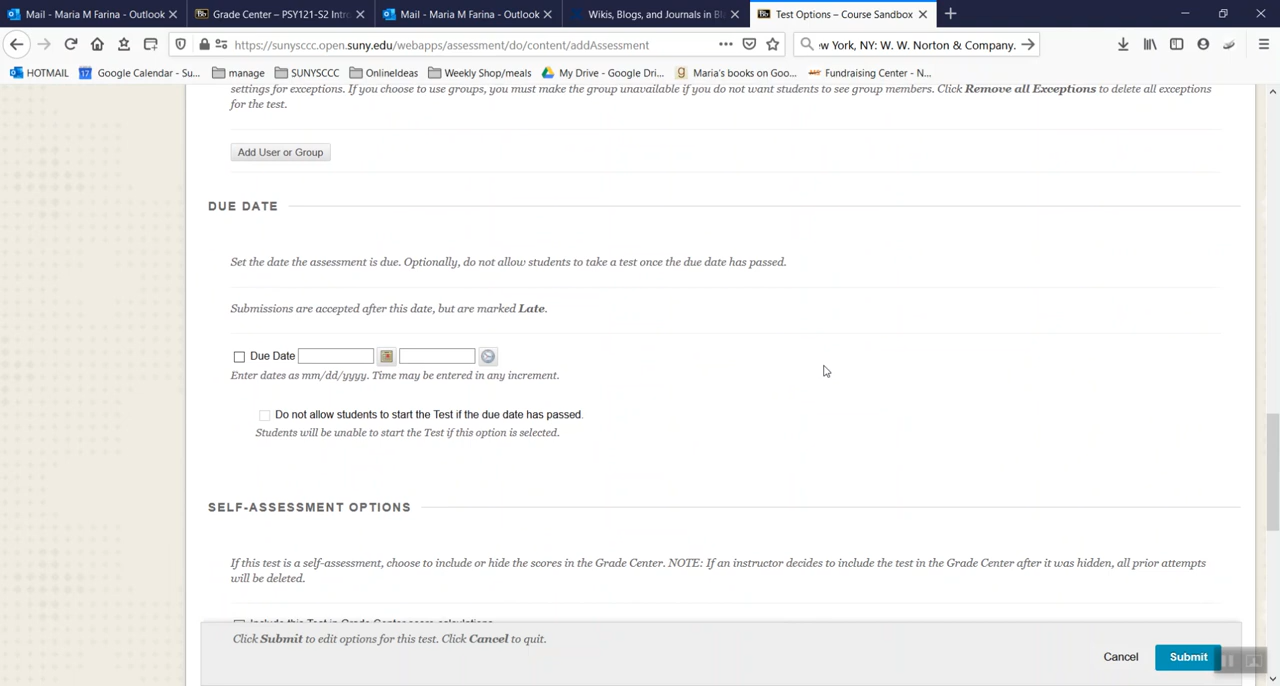 Mail - Maria M Farina - Outlook
Grade Center – PSY121-S2 Intro
Mail - Maria M Farina - Outlook
Wikis, Blogs, and Journals in Bl
Test Options – Course Sandbox
https://sunysccc.open.suny.edu/webapps/assessment/do/content/addAssessment
ew York, NY: W. W. Norton & Company.
HOTMAIL
Google Calendar - Su...
manage
SUNYSCCC
OnlineIdeas
Weekly Shop/meals
My Drive - Google Dri...
Maria's books on Goo...
Fundraising Center - N...
settings for exceptions. If you choose to use groups, you must make the group unavailable if you do not want students to see group members. Click Remove all Exceptions to delete all exceptions
for the test.
Add User or Group
DUE DATE
Set the date the assessment is due. Optionally, do not allow students to take a test once the due date has passed.
Submissions are accepted after this date, but are marked Late.
Due Date
Enter dates as mm/dd/yyyy. Time may be entered in any increment.
Do not allow students to start the Test if the due date has passed.
Students will be unable to start the Test if this option is selected.
SELF-ASSESSMENT OPTIONS
If this test is a self-assessment, choose to include or hide the scores in the Grade Center. NOTE: If an instructor decides to include the test in the Grade Center after it was hidden, all prior attempts
will be deleted.
Include this Test in Grade Center score calculations
Click Submit to edit options for this test. Click Cancel to quit.
Cancel
Submit